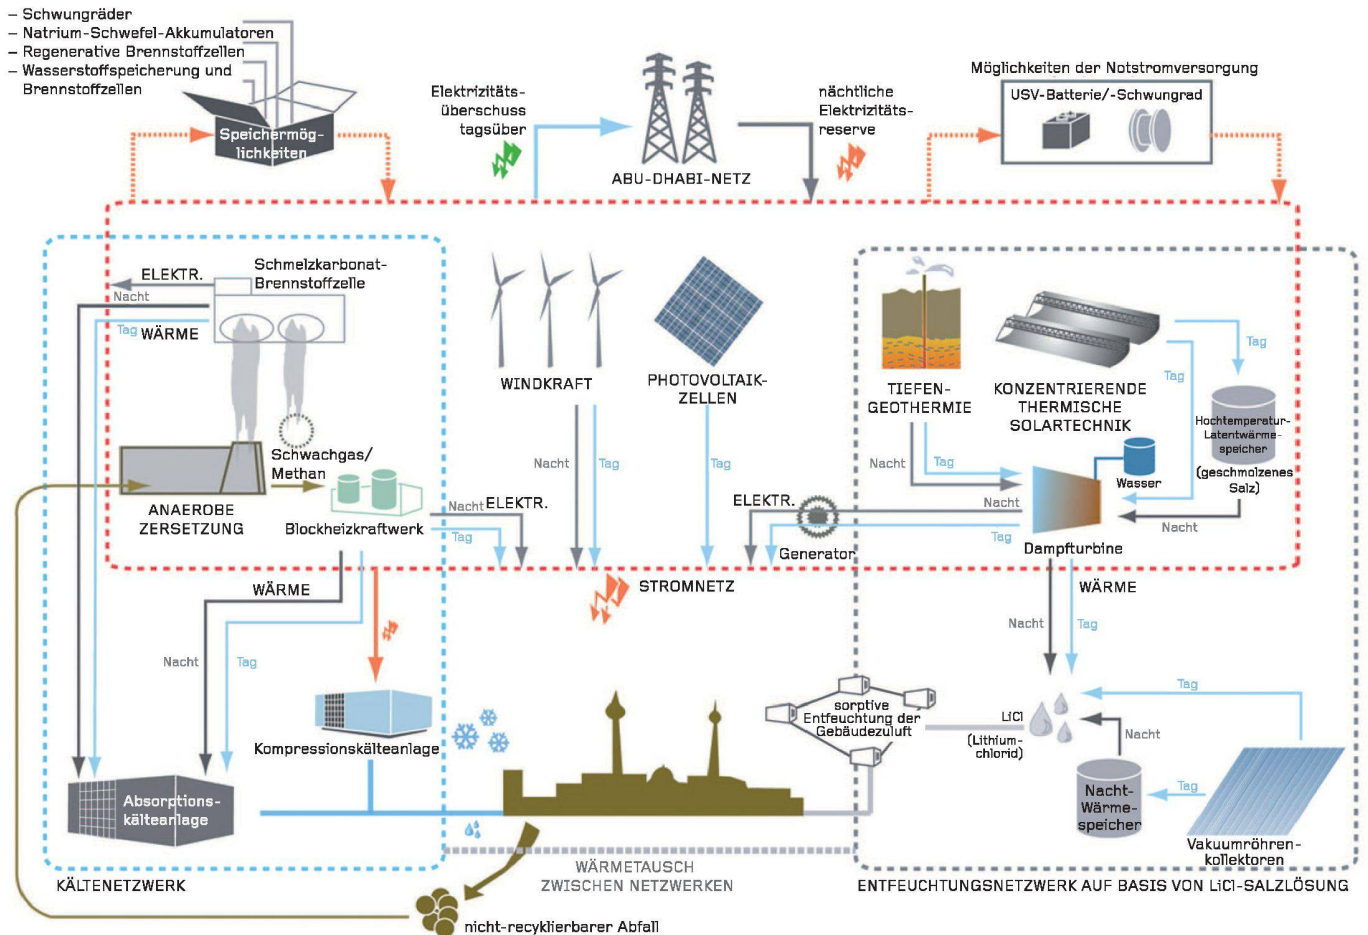 – Schwungräder
– Natrium-Schwefel-Akkumulatoren
– Regenerative Brennstoffzellen
– Wasserstoffspeicherung und
Brennstoffzellen
Speichermög-
lichkeiten
Elektrizitäts-
überschuss
tagsüber
ABU-DHABI-NETZ
nächtliche
Elektrizitäts-
reserve
Möglichkeiten der Notstromversorgung
USV-Batterie/-Schwungrad
ELEKTR.
Schmelzkarbonat-
Brennstoffzelle
Nacht
Tag
WÄRME
WINDKRAFT
PHOTOVOLTAIK-
ZELLEN
TIEFEN-
GEOTHERMIE
KONZENTRIERENDE
THERMISCHE
SOLARTECHNIK
Tag
Tag
Hochtemperatur-
Latentwärme-
speicher
(geschmolzenes
Salz)
Schwachgas/
Methan
ANAEROBE
ZERSETZUNG
Blockheizkraftwerk
Nacht
ELEKTR.
Tag
Nacht
Tag
Tag
Nacht
Tag
Wasser
ELEKTR.
Nacht
Nacht
Tag
Generator
Dampfturbine
STROMNETZ
WÄRME
WÄRME
Nacht
Tag
Nacht
Tag
Kompressionskälteanlage
Absorptions-
kälteanlage
sorptive
Entfeuchtung der
Gebäudezuluft
LiCl
(Lithium-
chlorid)
Tag
Nacht
Nacht-
Wärme-
speicher
Tag
Vakuumröhren-
kollektoren
KÄLTENETZWERK
WÄRMETAUSCH
ZWISCHEN NETZWERKEN
ENTFEUCHTUNGSNETZWERK AUF BASIS VON LiCl-SALZLÖSUNG
nicht-recyklierbarer Abfall